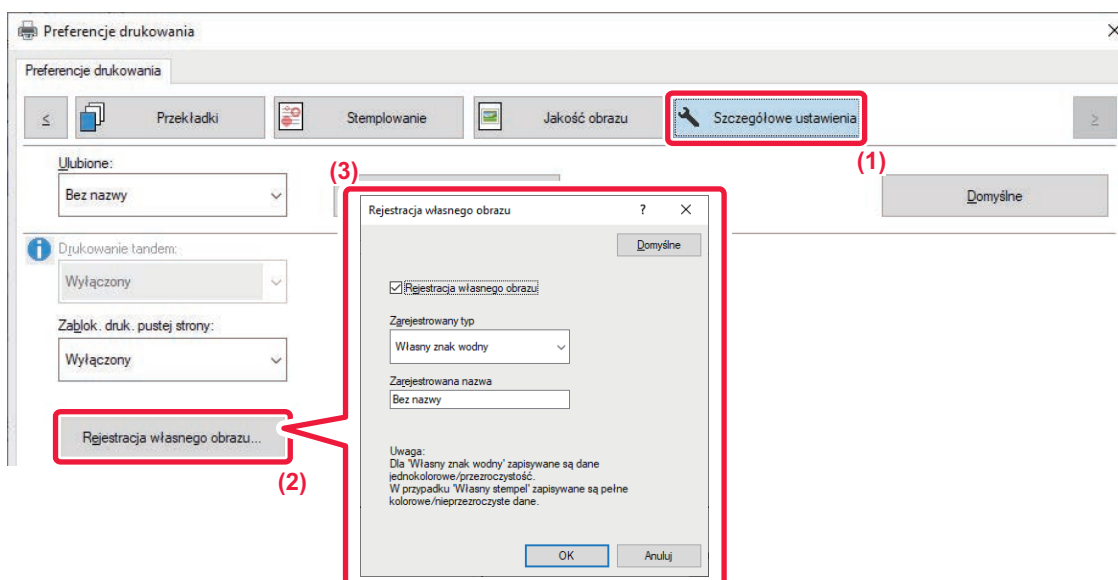 Preferencje drukowania
Preferencje drukowania
<
Przekładki
Stemplowanie
Jakość obrazu
Szczegółowe ustawienia
>
(1)
Ulubione:
Bez nazwy
Domyślne
Drukowanie tandem:
Wyłączony
Zablok. druk. pustej strony:
Wyłączony
Rejestracja własnego obrazu...
(2)
(3)
Rejestracja własnego obrazu
?
Domyślne
Rejestracja własnego obrazu
Zarejestrowany typ
Własny znak wodny
Zarejestrowana nazwa
Bez nazwy
Uwaga:
Dla 'Własny znak wodny' zapisywane są dane
jednokolorowe/przezroczystość.
W przypadku 'Własny stempel' zapisywane są pełne
kolorowe/nieprzezroczyste dane.
OK
Anuluj